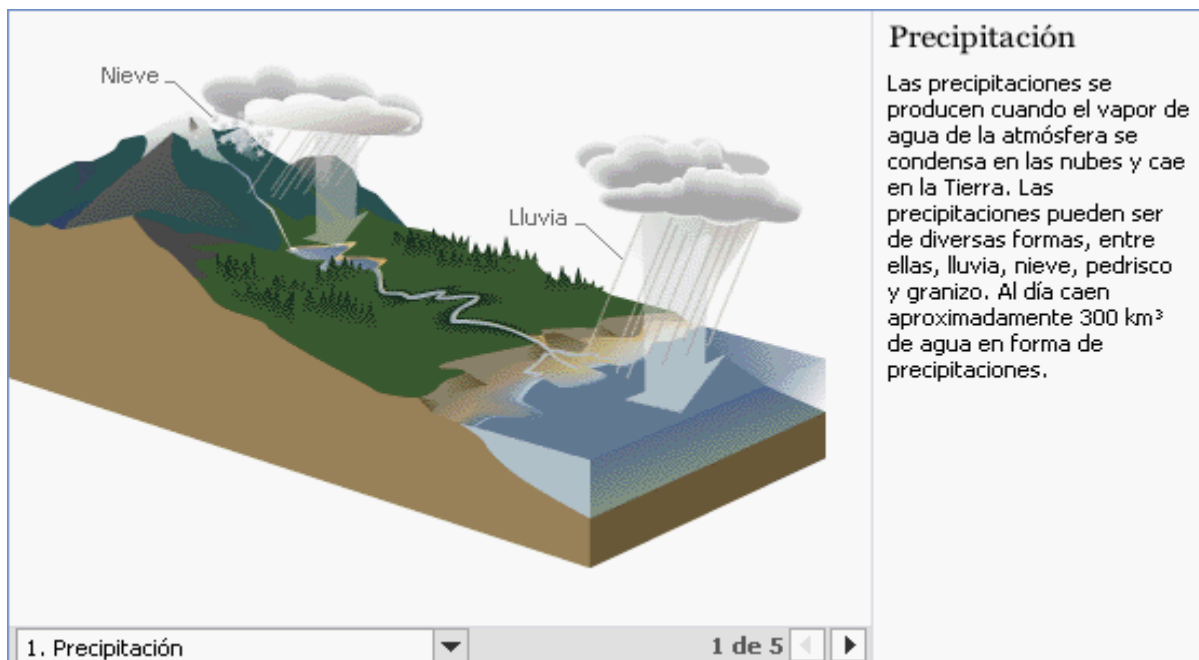 Nieve
Lluvia
Precipitación
Las precipitaciones se
producen cuando el vapor de
agua de la atmósfera se
condensa en las nubes y cae
en la Tierra. Las
precipitaciones pueden ser
de diversas formas, entre
ellas, lluvia, nieve, pedrisco
y granizo. Al día caen
aproximadamente 300 km³
de agua en forma de
precipitaciones.
1. Precipitación
1 de 5